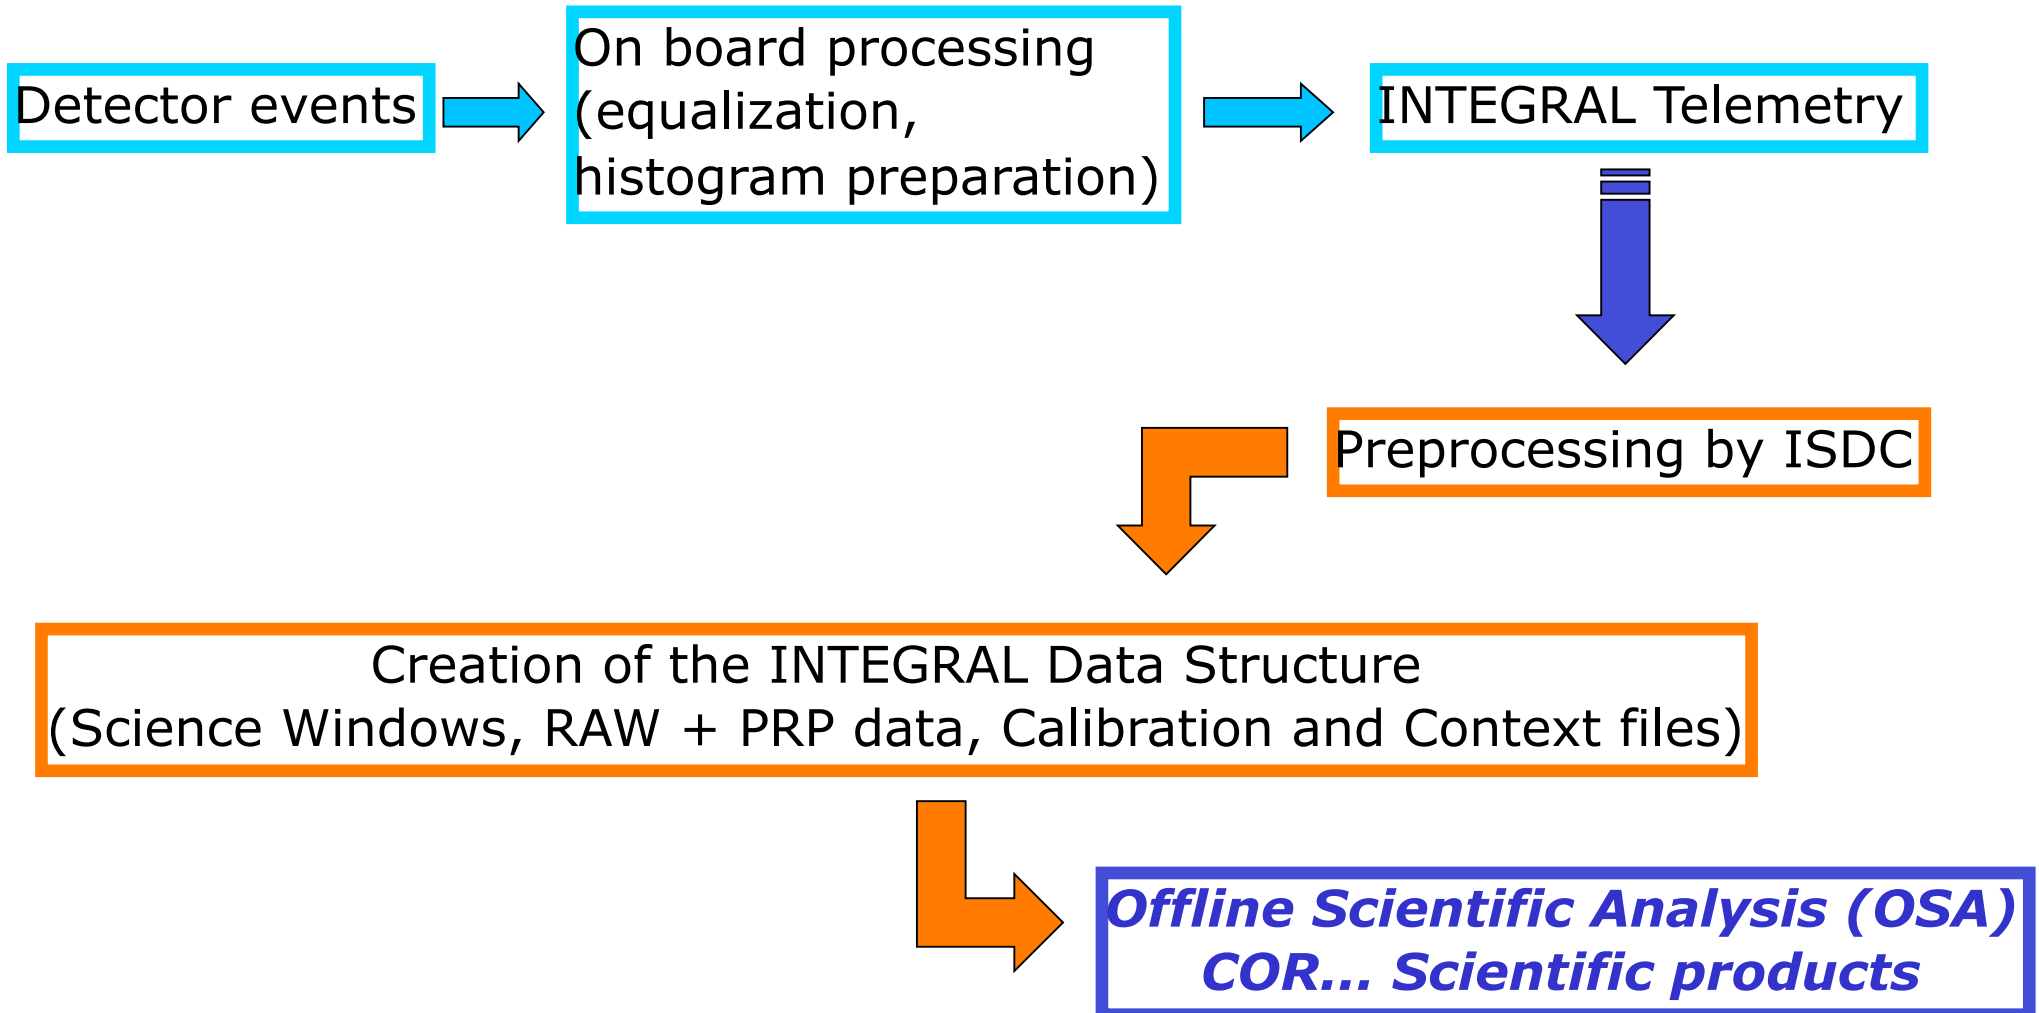 Detector events
On board processing
(equalization,
histogram preparation)
INTEGRAL Telemetry
Preprocessing by ISDC
Creation of the INTEGRAL Data Structure
(Science Windows, RAW + PRP data, Calibration and Context files)
Offline Scientific Analysis (OSA)
COR... Scientific products